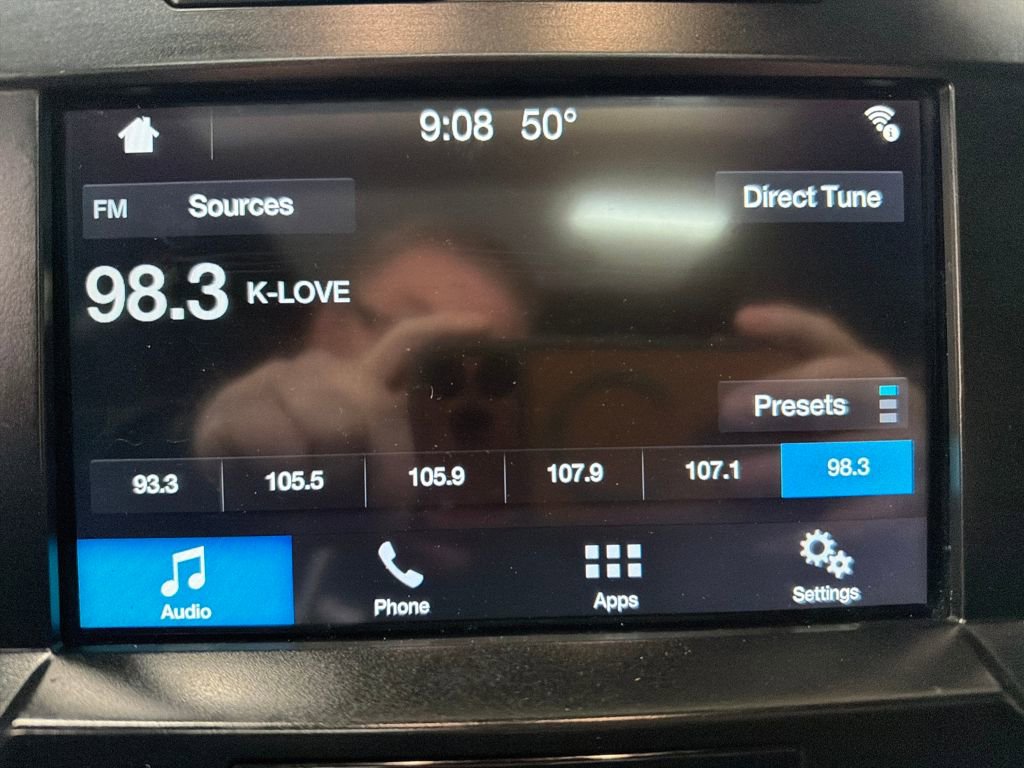 9:08 50°
FM Sources
Direct Tune
98.3 K-LOVE
Presets
93.3 105.5 105.9 107.9 107.1 98.3
Audio Phone Apps Settings